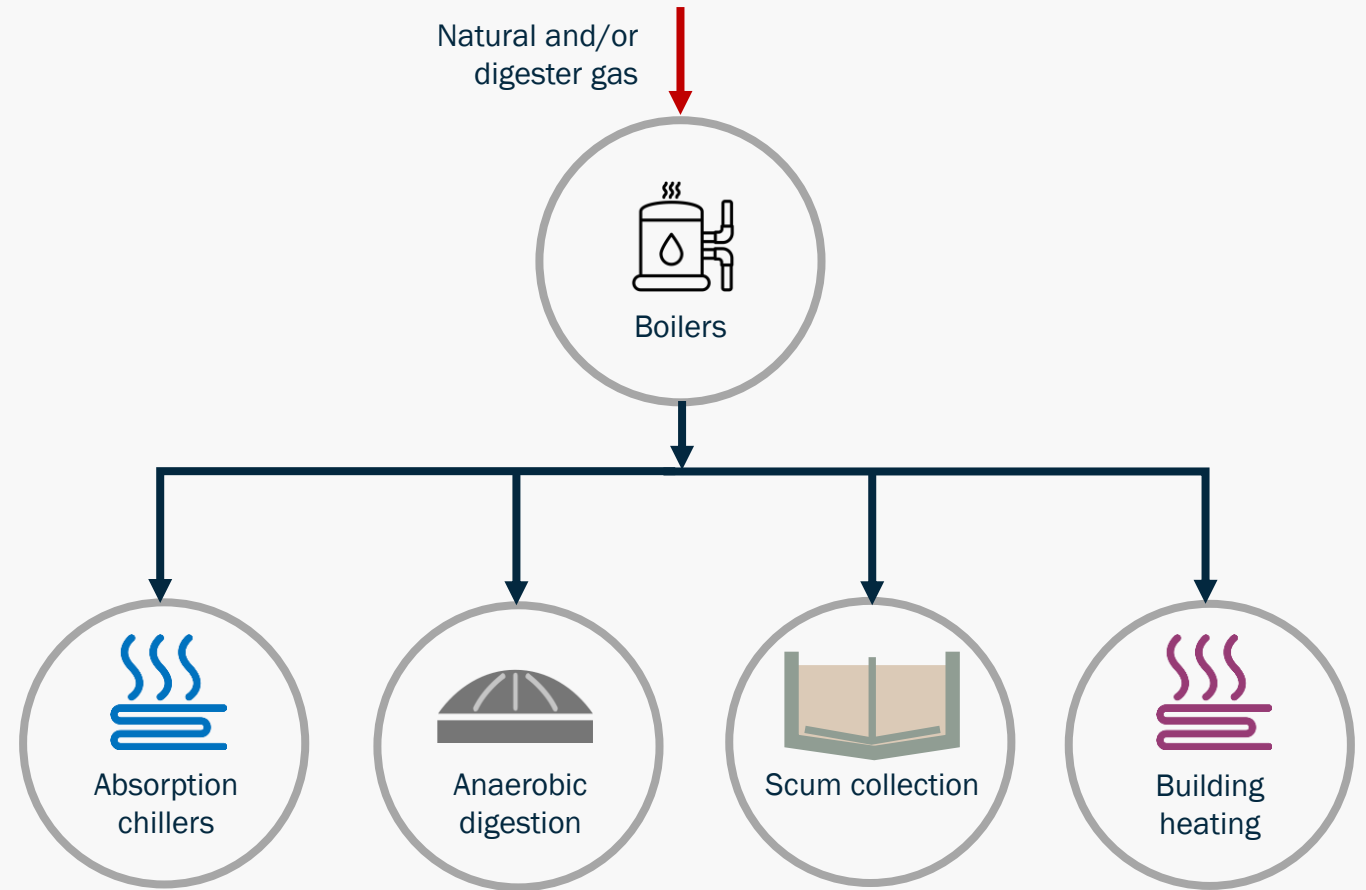 Natural and/or
digester gas
Boilers
Absorption
chillers
Anaerobic
digestion
Scum collection
Building
heating